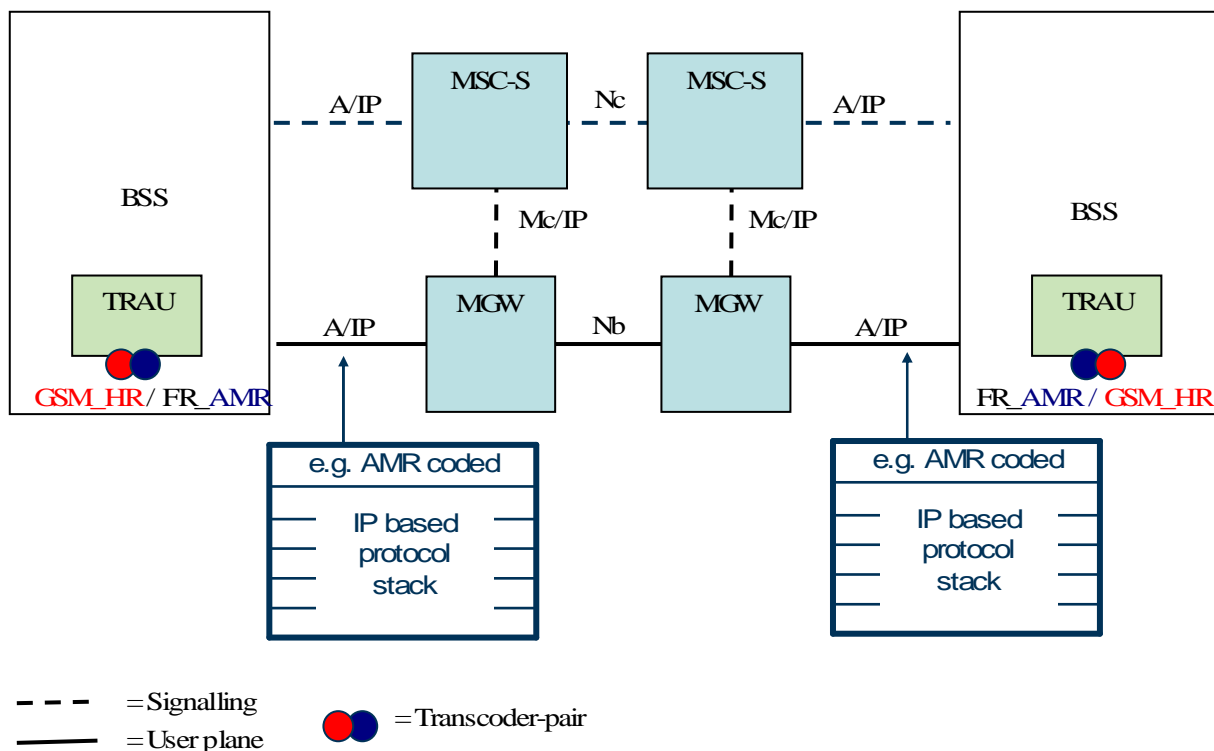 MSC-S
MSC-S
A/IP
Nc
A/IP
BSS
BSS
Mc/IP
Mc/IP
TRAU
MGW
MGW
TRAU
A/IP
Nb
A/IP
GSM_HR / FR_AMR
FR_AMR / GSM_HR
e.g. AMR coded
IP based
protocol
stack
e.g. AMR coded
IP based
protocol
stack
= Signalling
= User plane
= Transcoder-pair